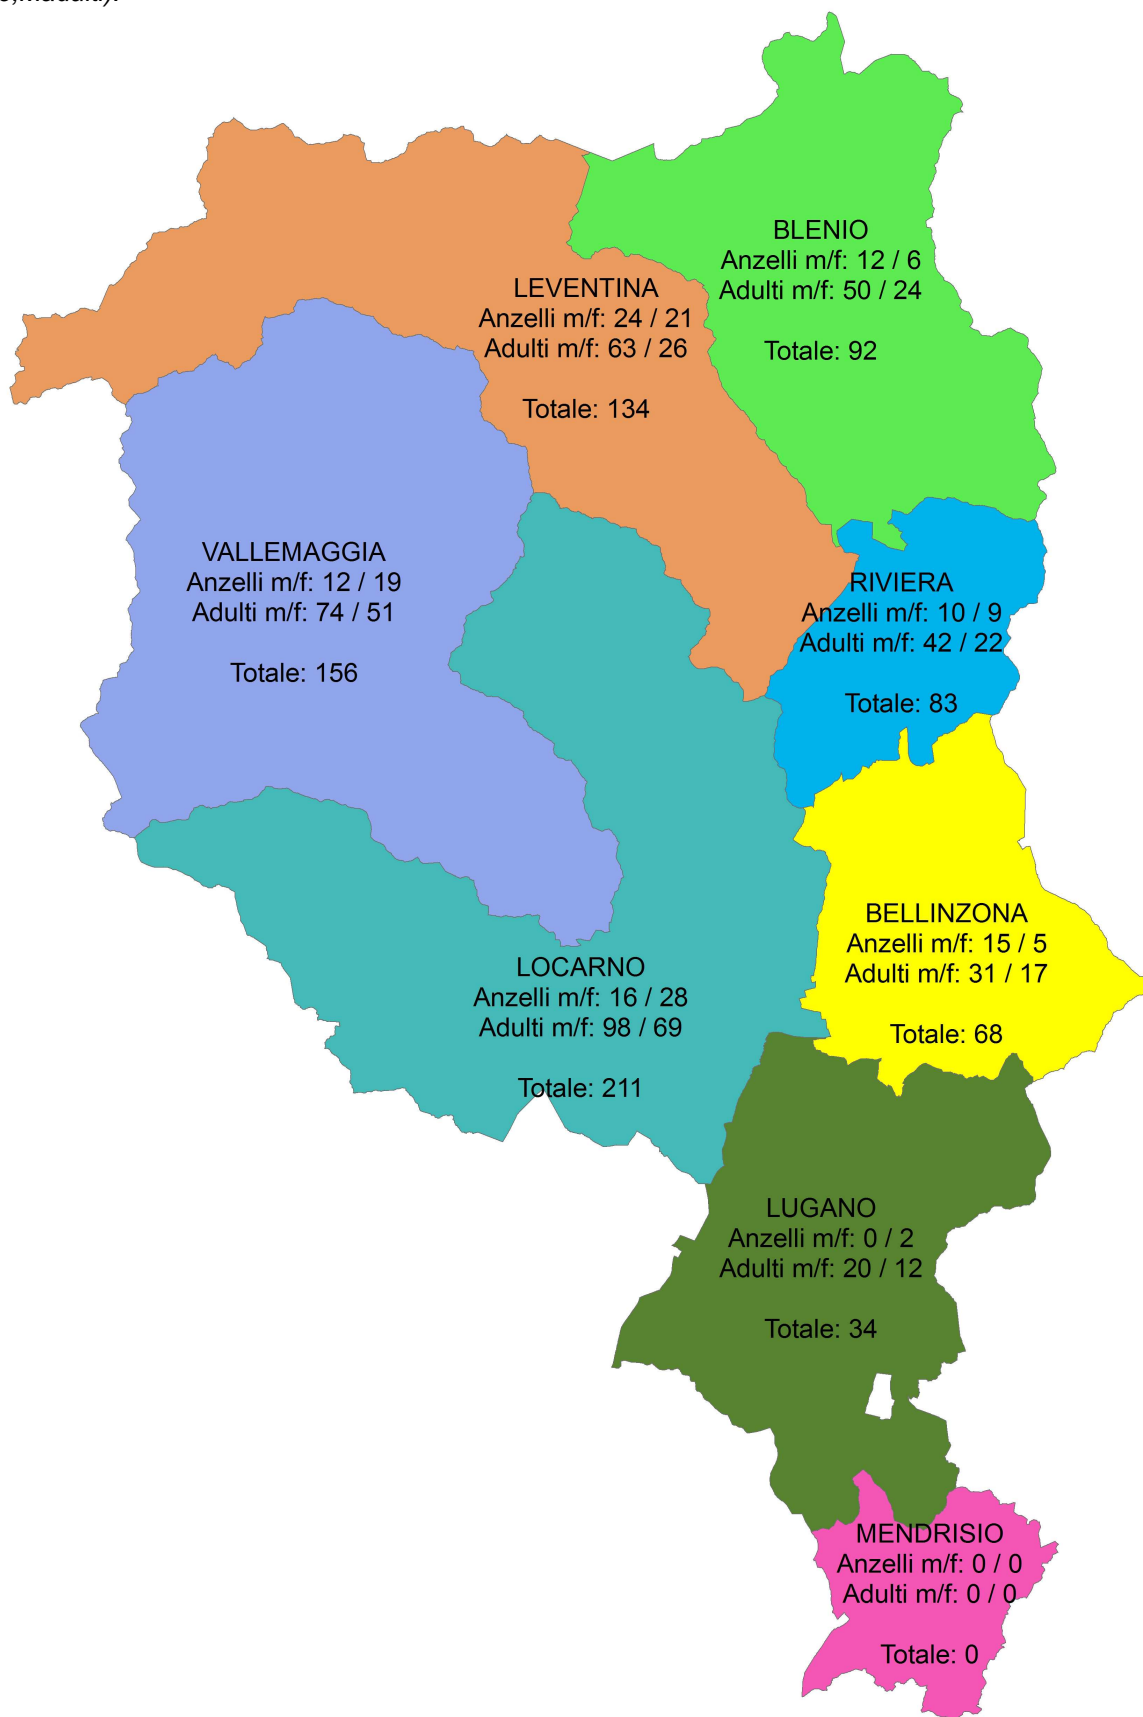 BLENIO
Anzelli m/f: 12 / 6
Adulti m/f: 50 / 24
Totale: 92
LEVENTINA
Anzelli m/f: 24 / 21
Adulti m/f: 63 / 26
Totale: 134
VALLEMAGGIA
Anzelli m/f: 12 / 19
Adulti m/f: 74 / 51
Totale: 156
RIVIERA
Anzelli m/f: 10 / 9
Adulti m/f: 42 / 22
Totale: 83
BELLINZONA
Anzelli m/f: 15 / 5
Adulti m/f: 31 / 17
Totale: 68
LOCARNO
Anzelli m/f: 16 / 28
Adulti m/f: 98 / 69
Totale: 211
LUGANO
Anzelli m/f: 0 / 2
Adulti m/f: 20 / 12
Totale: 34
MENDRISIO
Anzelli m/f: 0 / 0
Adulti m/f: 0 / 0
Totale: 0